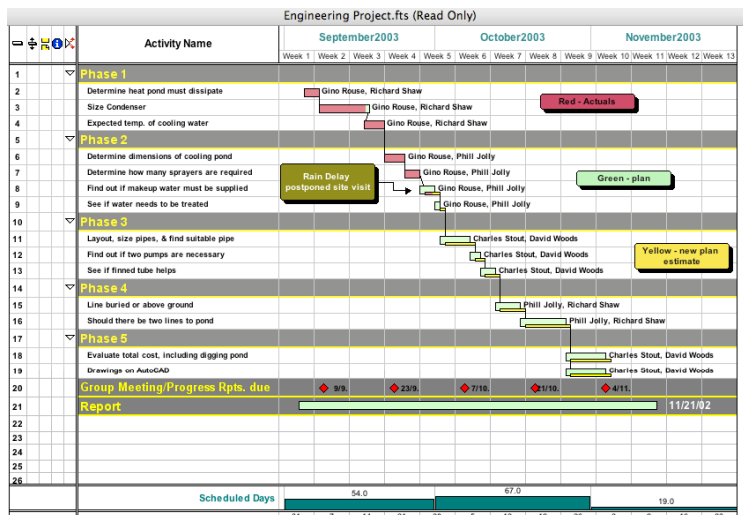 Engineering Project.fts (Read Only)
Activity Name
September2003 October2003 November2003
Week 1 Week 2 Week 3 Week 4 Week 5 Week 6 Week 7 Week 8 Week 9 Week 10 Week 11 Week 12 Week 13
1 Phase 1
2 Determine heat pond must dissipate Gino Rouse, Richard Shaw
3 Size Condenser Gino Rouse, Richard Shaw
Red - Actuals
4 Expected temp. of cooling water Gino Rouse, Richard Shaw
5 Phase 2
6 Determine dimensions of cooling pond Gino Rouse, Phill Jolly
7 Determine how many sprayers are required Gino Rouse, Phill Jolly
Rain Delay
postponed site visit
Green - plan
8 Find out if makeup water must be supplied Gino Rouse, Phill Jolly
9 See if water needs to be treated Gino Rouse, Phill Jolly
10 Phase 3
11 Layout, size pipes, & find suitable pipe Charles Stout, David Woods
12 Find out if two pumps are necessary Charles Stout, David Woods
Yellow - new plan
estimate
13 See if finned tube helps Charles Stout, David Woods
14 Phase 4
15 Line buried or above ground Phill Jolly, Richard Shaw
16 Should there be two lines to pond Phill Jolly, Richard Shaw
17 Phase 5
18 Evaluate total cost, including digging pond Charles Stout, David Woods
19 Drawings on AutoCAD Charles Stout, David Woods
20 Group Meeting/Progress Rpts. due 9/9. 23/9. 7/10. 21/10. 4/11.
21 Report 11/21/02
22
23
24
25
26
Scheduled Days 54.0 67.0 19.0